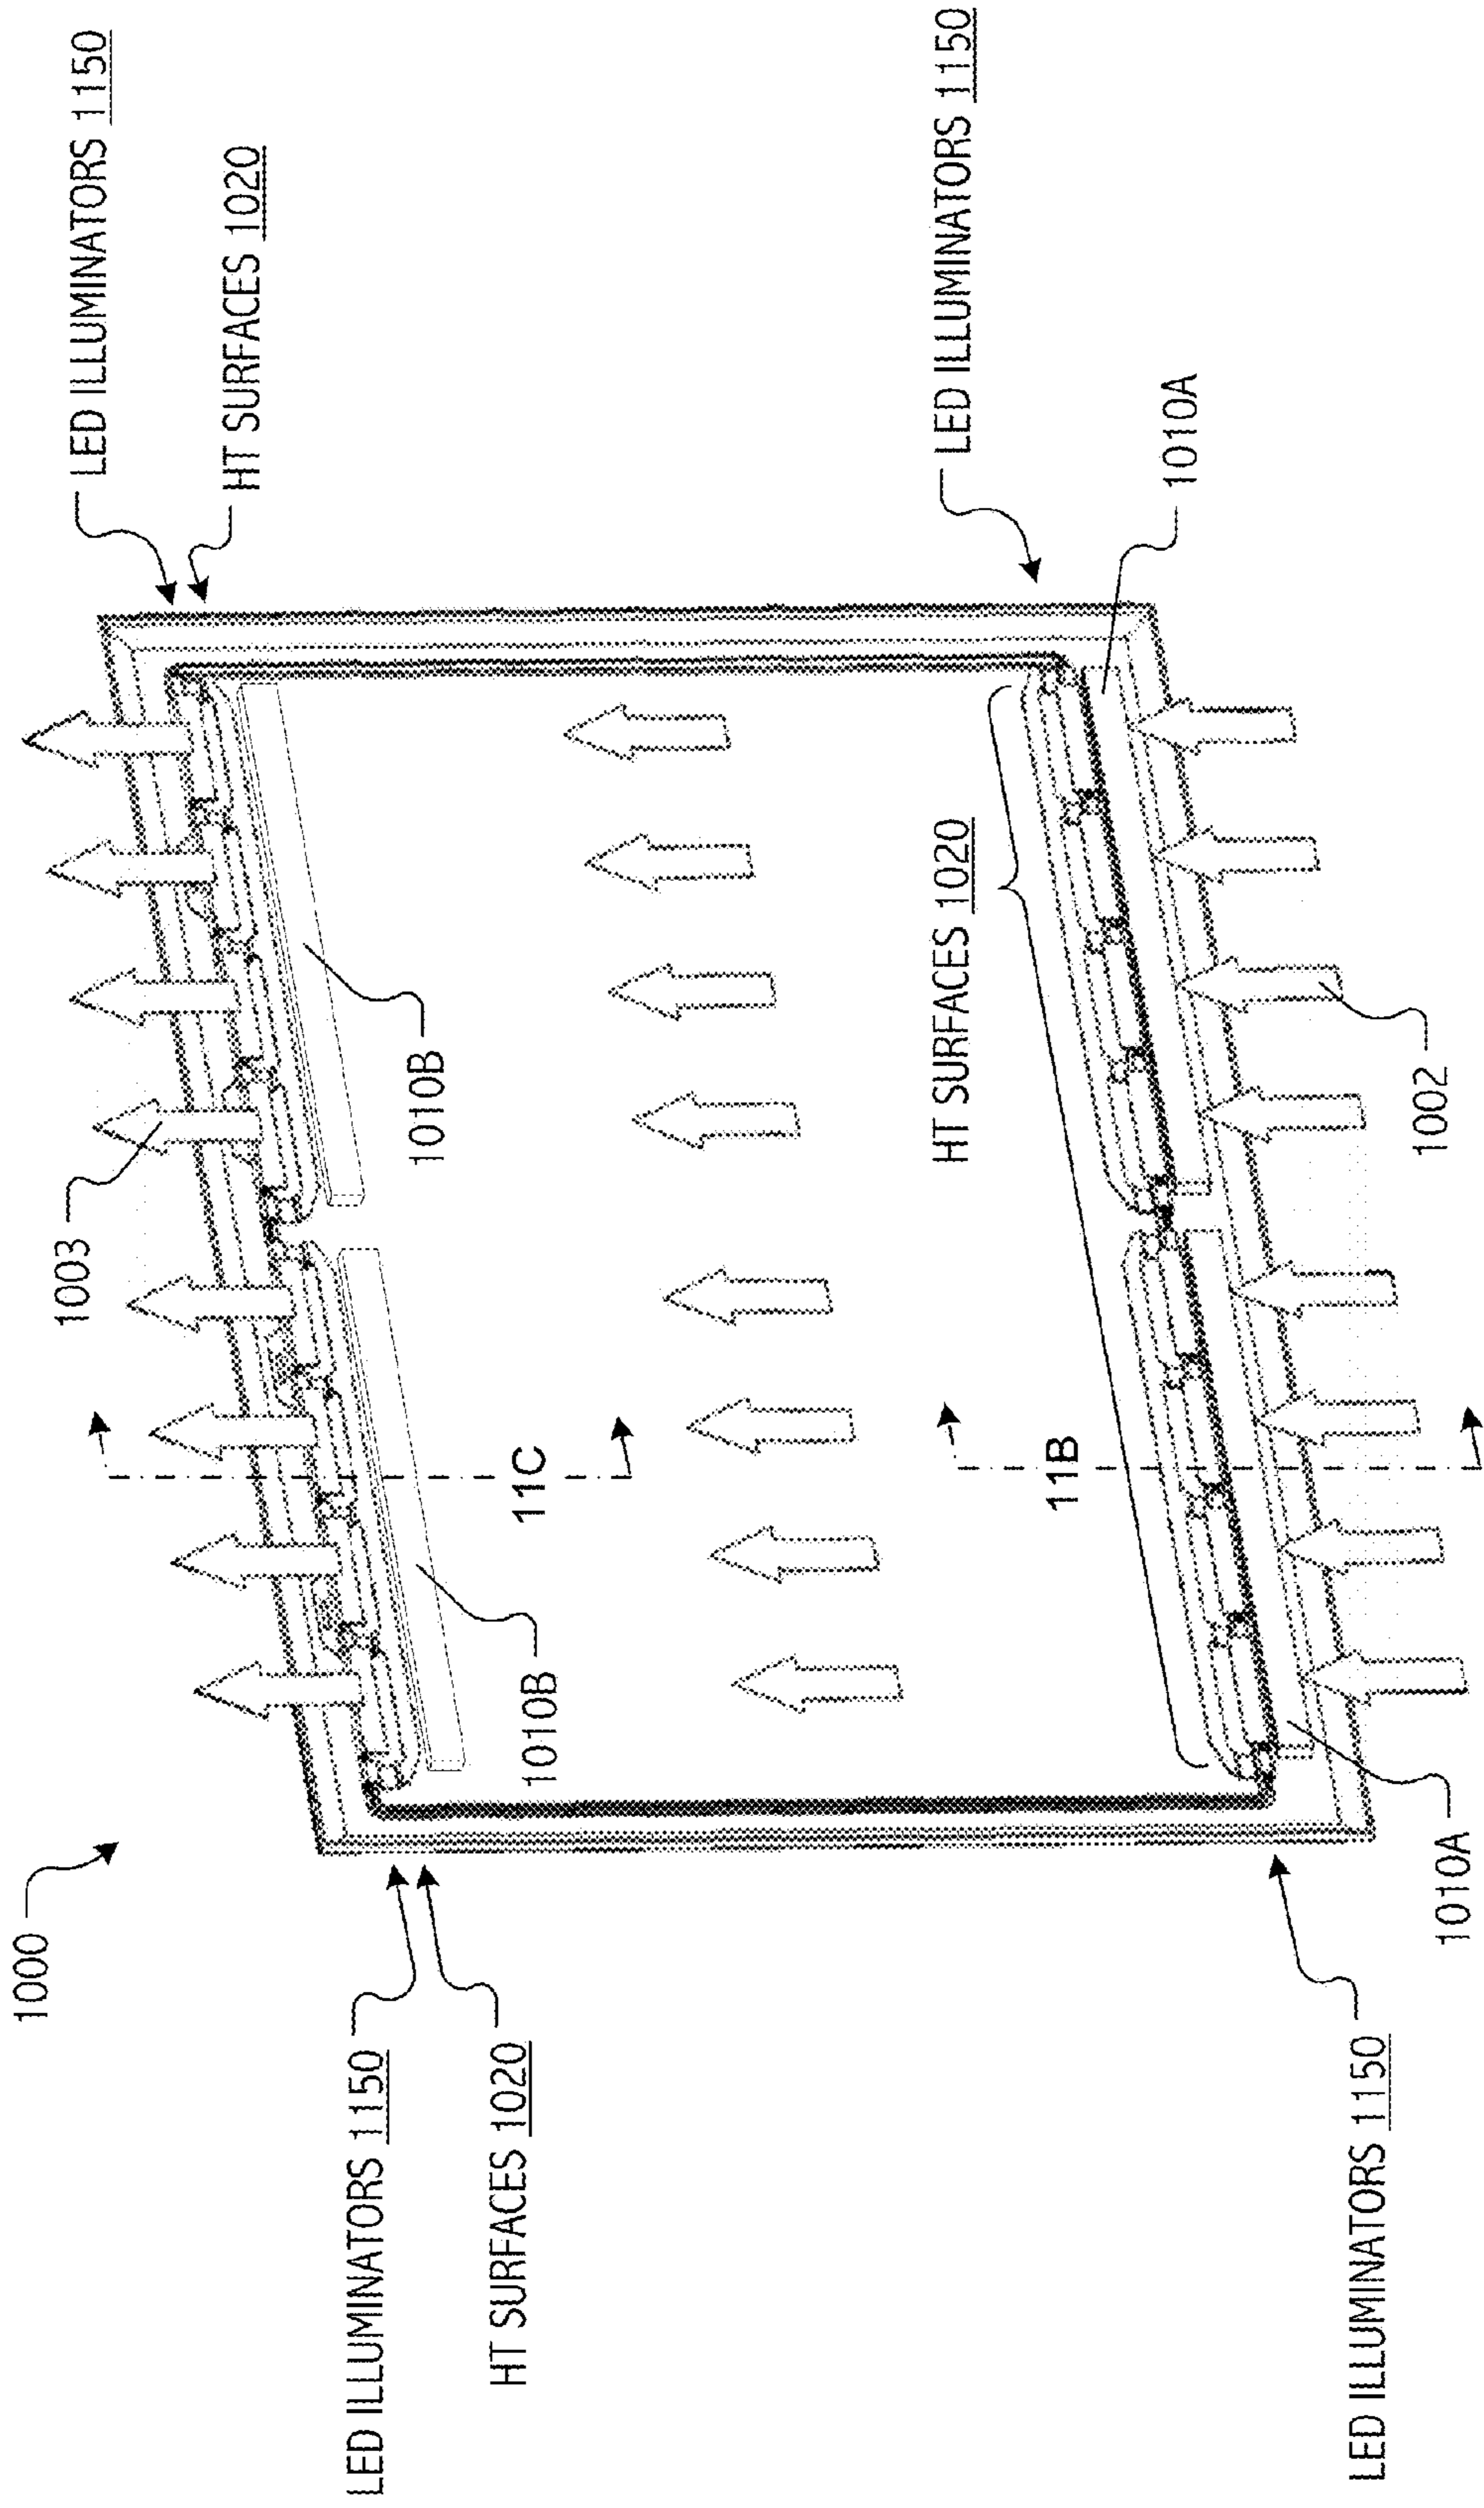 1000
LED ILLUMINATORS 1150
HT SURFACES 1020
1003
1010B
1010B
LED ILLUMINATORS 1150
HT SURFACES 1020
11C
11B
HT SURFACES 1020
LED ILLUMINATORS 1150
1010A
LED ILLUMINATORS 1150
1010A
1002